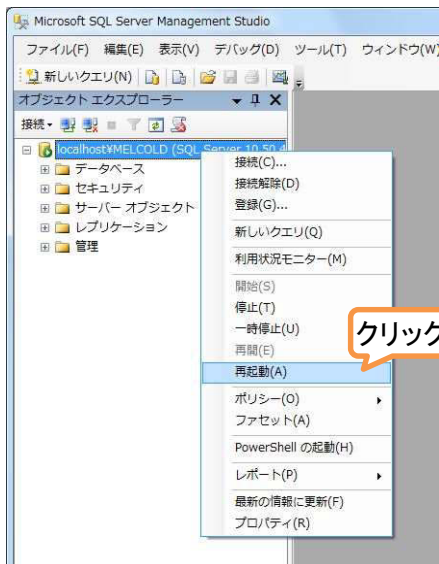 Microsoft SQL Server Management Studio
ファイル(F) 編集(E) 表示(V) デバッグ(D) ツール(T) ウィンドウ(W)
新しいクエリ(N)
オブジェクト エクスプローラー
接続
localhost¥MELCOLD (SQL Server 10.50.4
データベース
セキュリティ
サーバー オブジェクト
レプリケーション
管理
接続(C)...
接続解除(D)
登録(G)...
新しいクエリ(Q)
利用状況モニター(M)
開始(S)
停止(T)
一時停止(U)
再開(E)
再起動(A)
クリック
ポリシー(O)
ファセット(A)
PowerShell の起動(H)
レポート(P)
最新の情報に更新(F)
プロパティ(R)